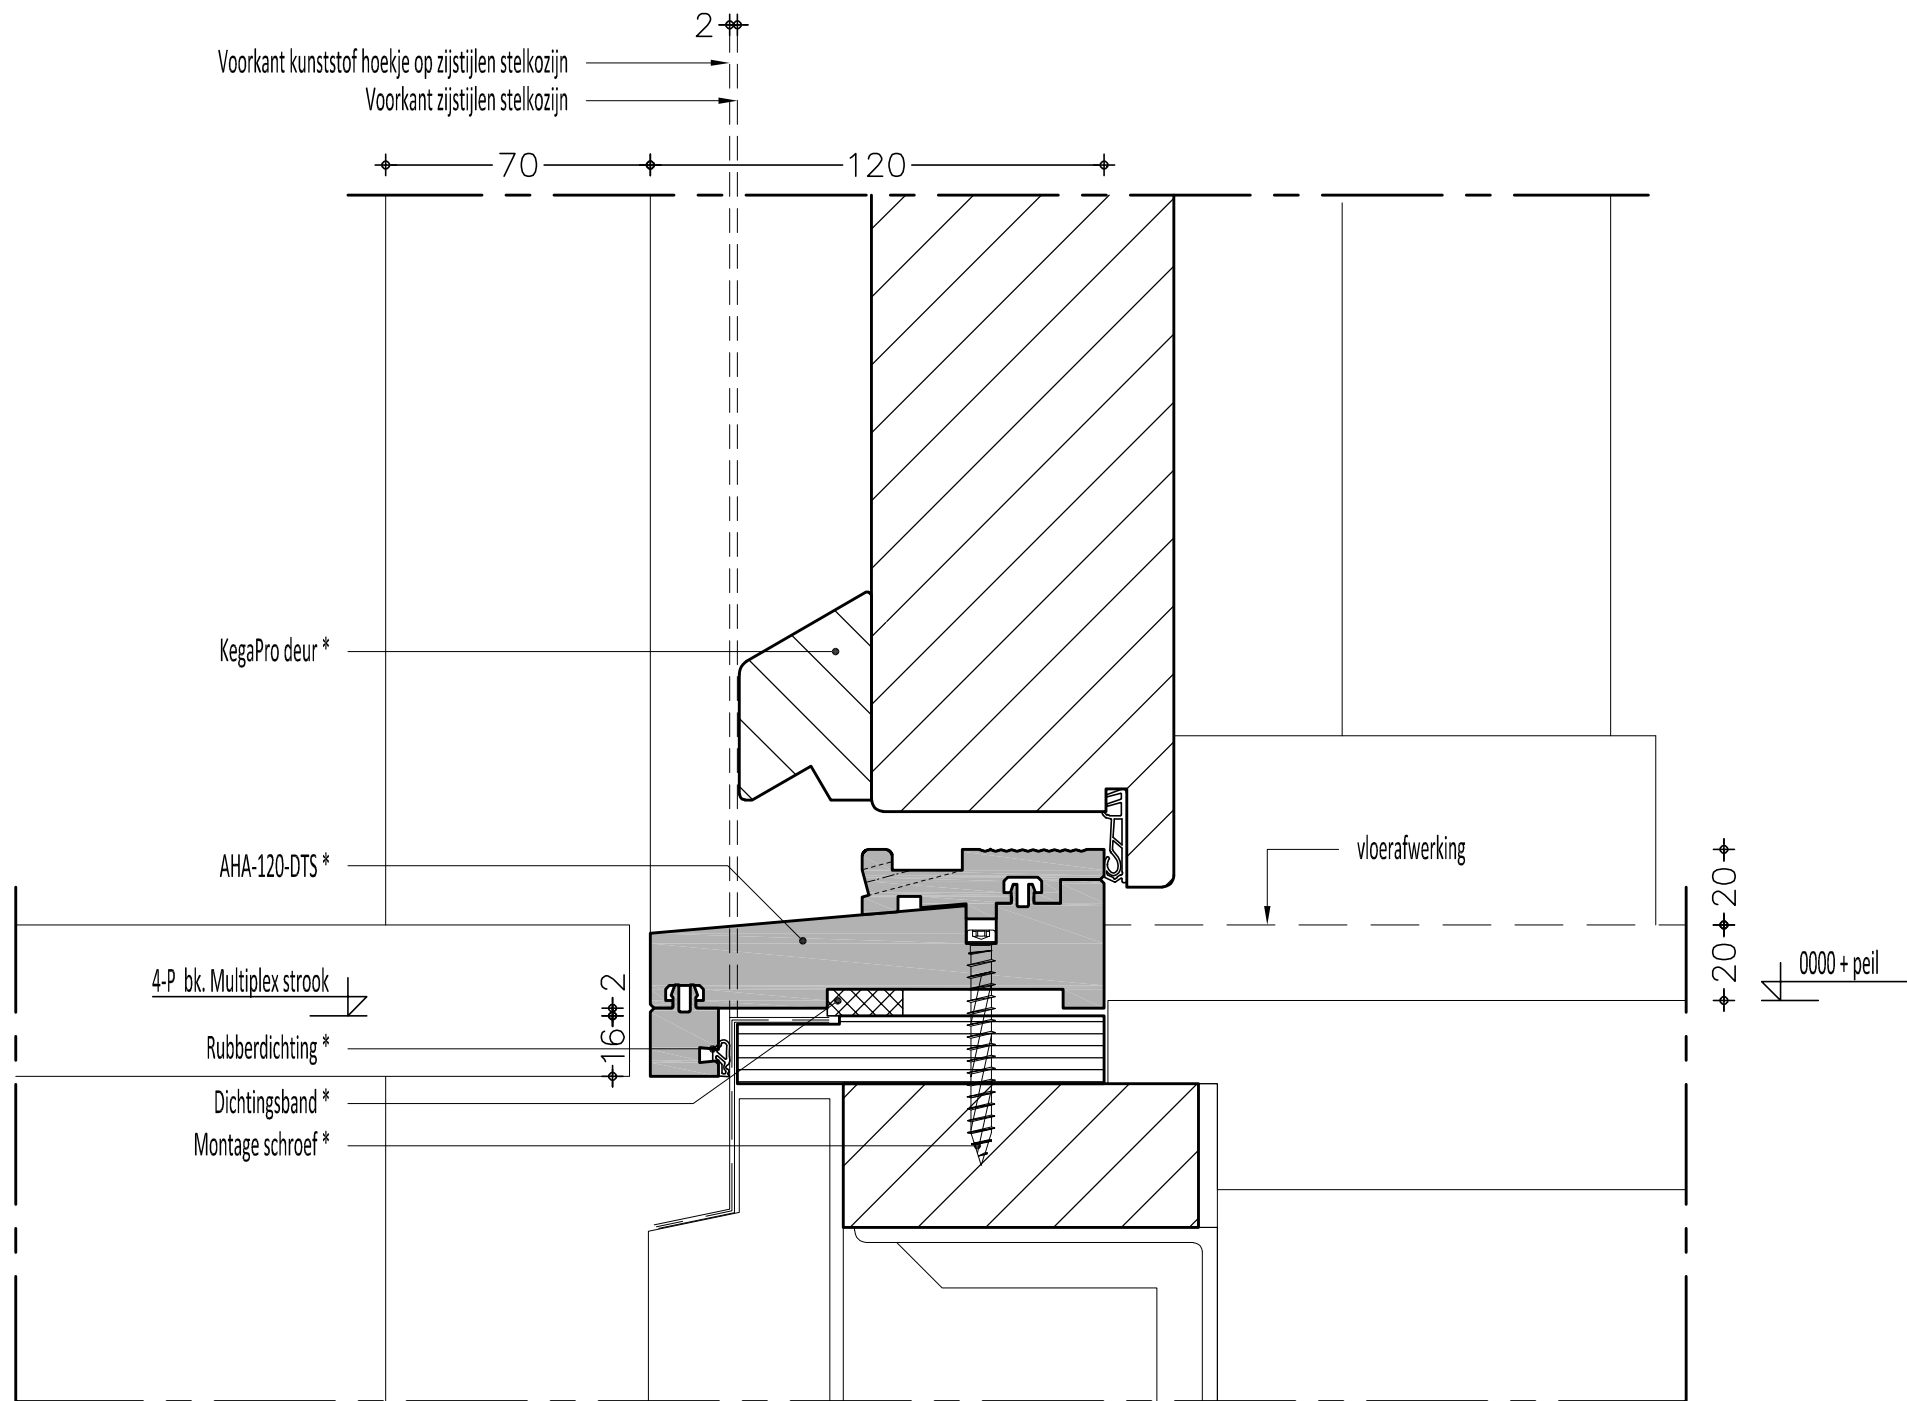 2
Voorkant kunststof hoekje op zijstijlen stelkozijn
Voorkant zijstijlen stelkozijn
70
120
KegaPro deur *
AHA-120-DTS *
vloerafwerking
20
20
0000 + peil
4-P bk. Multiplex strook
2
16
Rubberdichting *
Dichtingsband *
Montage schroef *